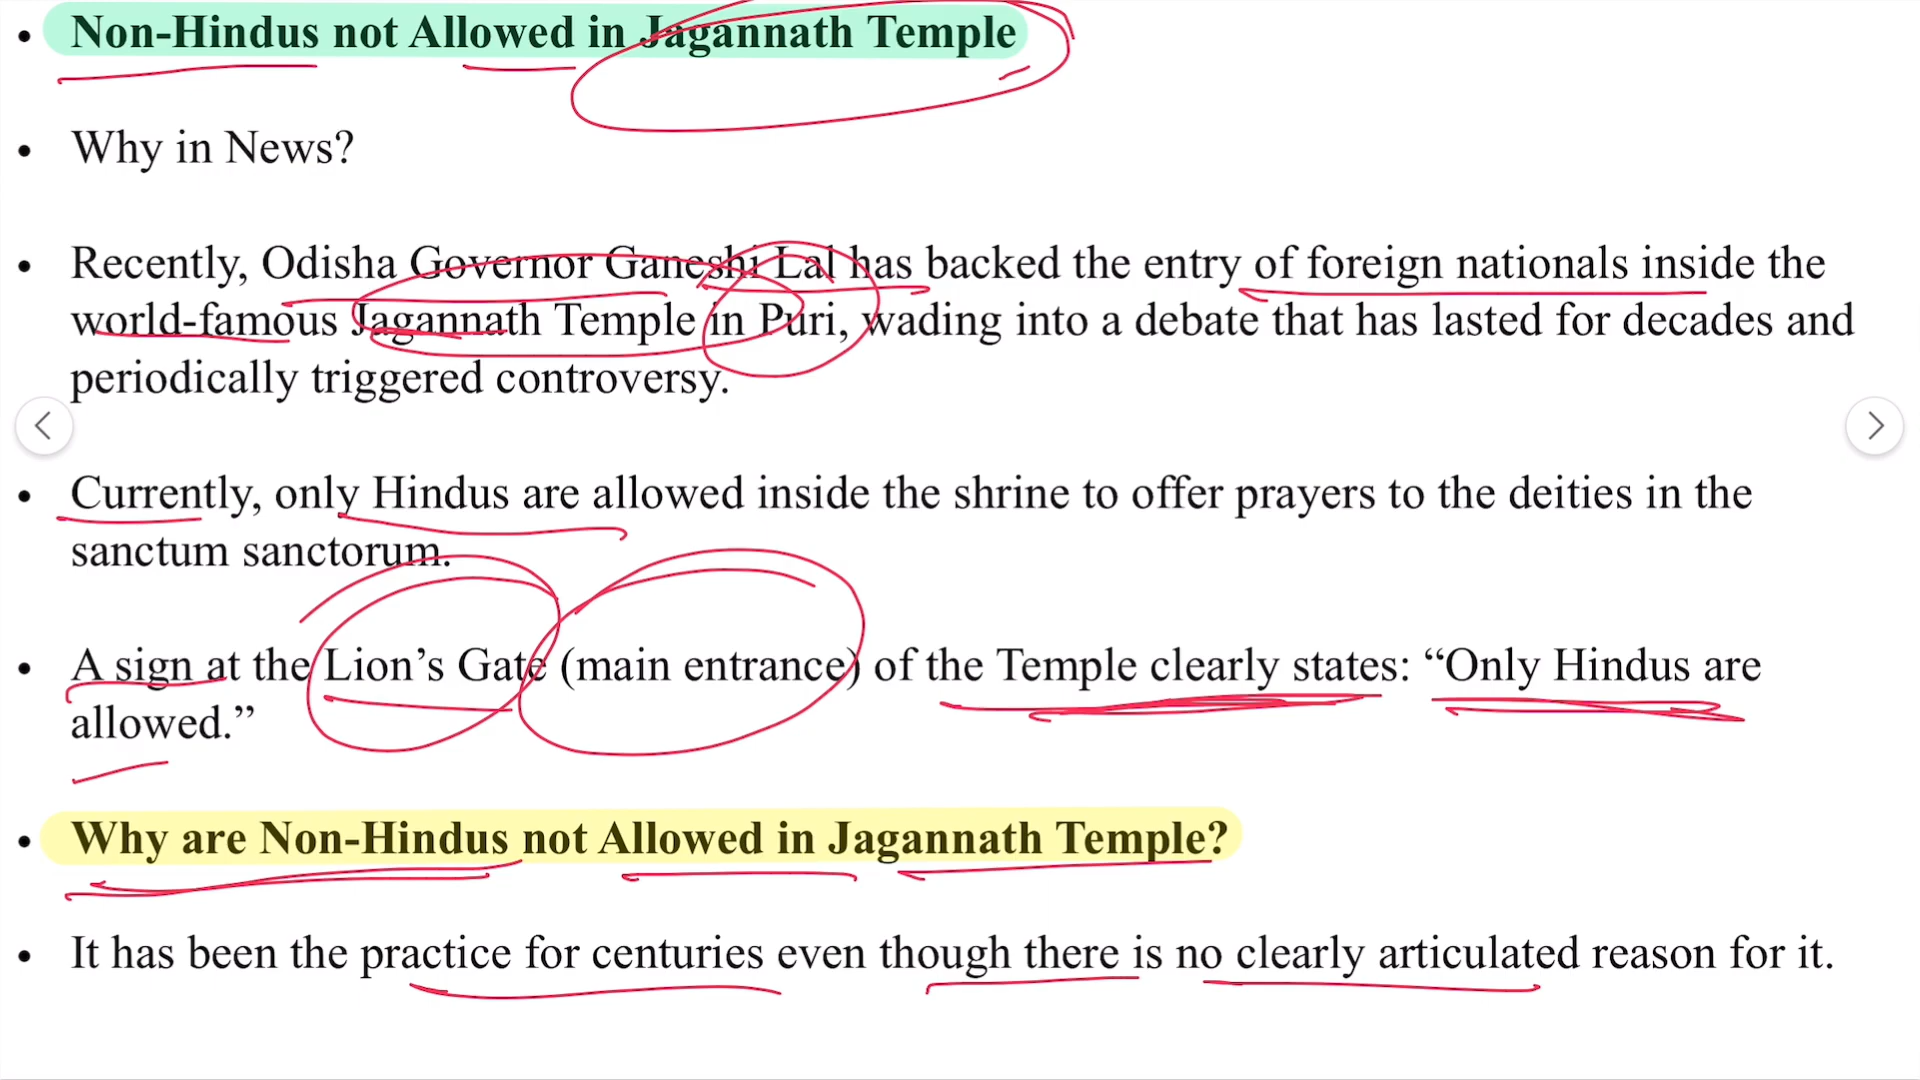 • Non-Hindus not Allowed in Jagannath Temple
• Why in News?
• Recently, Odisha Governor Ganeshi Lal has backed the entry of foreign nationals inside the
world-famous Jagannath Temple in Puri, wading into a debate that has lasted for decades and
periodically triggered controversy.
• Currently, only Hindus are allowed inside the shrine to offer prayers to the deities in the
sanctum sanctorum.
• A sign at the Lion’s Gate (main entrance) of the Temple clearly states: “Only Hindus are
allowed.”
• Why are Non-Hindus not Allowed in Jagannath Temple?
• It has been the practice for centuries even though there is no clearly articulated reason for it.